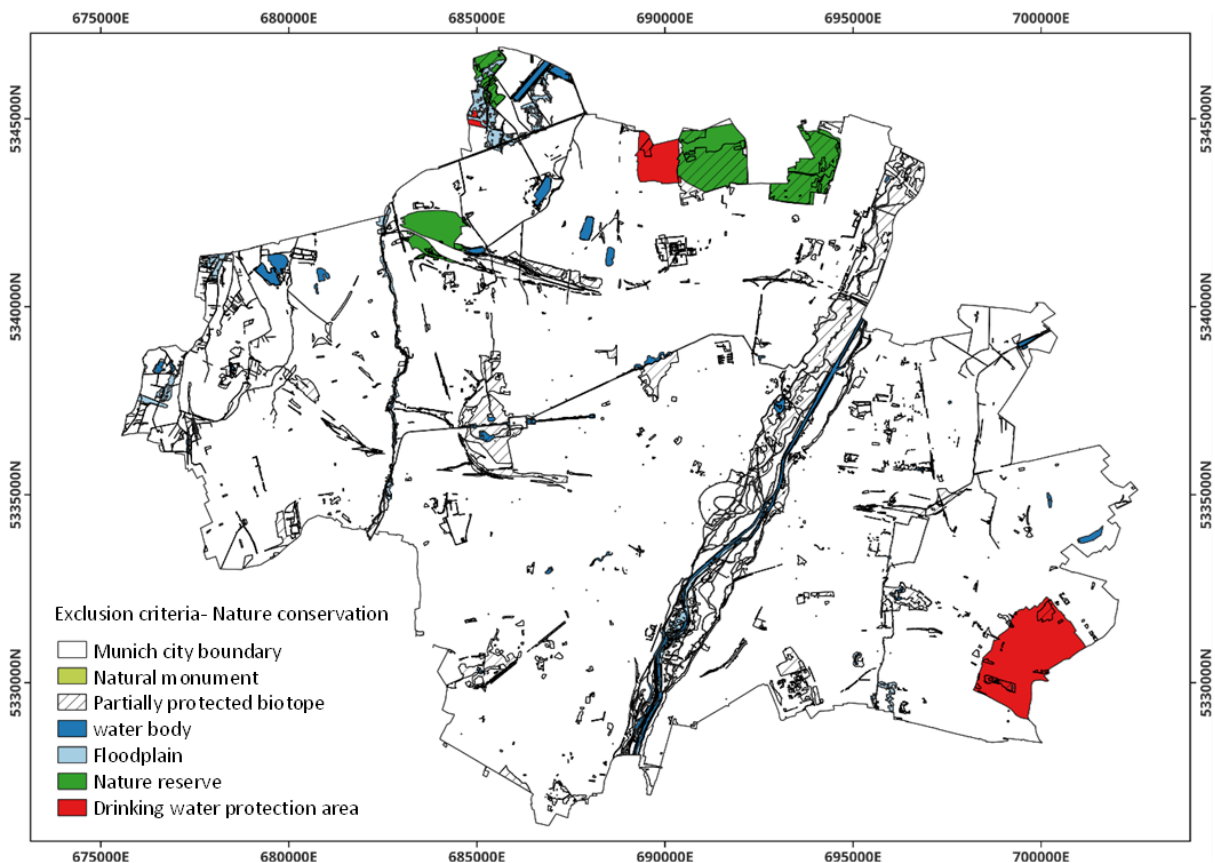 675000E 680000E 685000E 690000E 695000E 700000E
5345000N 5345000N
5340000N 5340000N
5335000N 5335000N
5330000N 5330000N
Exclusion criteria- Nature conservation
Munich city boundary
Natural monument
Partially protected biotope
water body
Floodplain
Nature reserve
Drinking water protection area
675000E 680000E 685000E 690000E 695000E 700000E